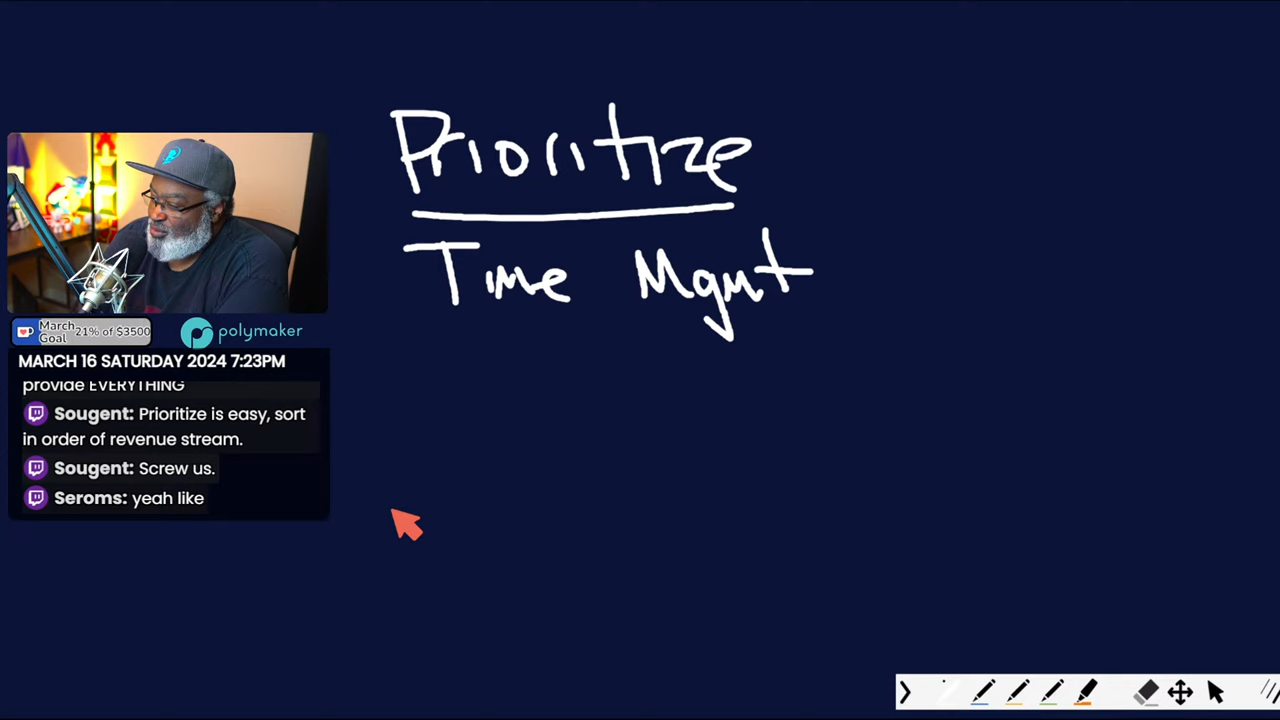 Prioritize
Time Mgmt
March
Goal
21% of $3500
polymaker
MARCH 16 SATURDAY 2024 7:23PM
provide EVERYTHING
Sougent: Prioritize is easy, sort
in order of revenue stream.
Sougent: Screw us.
Seroms: yeah like